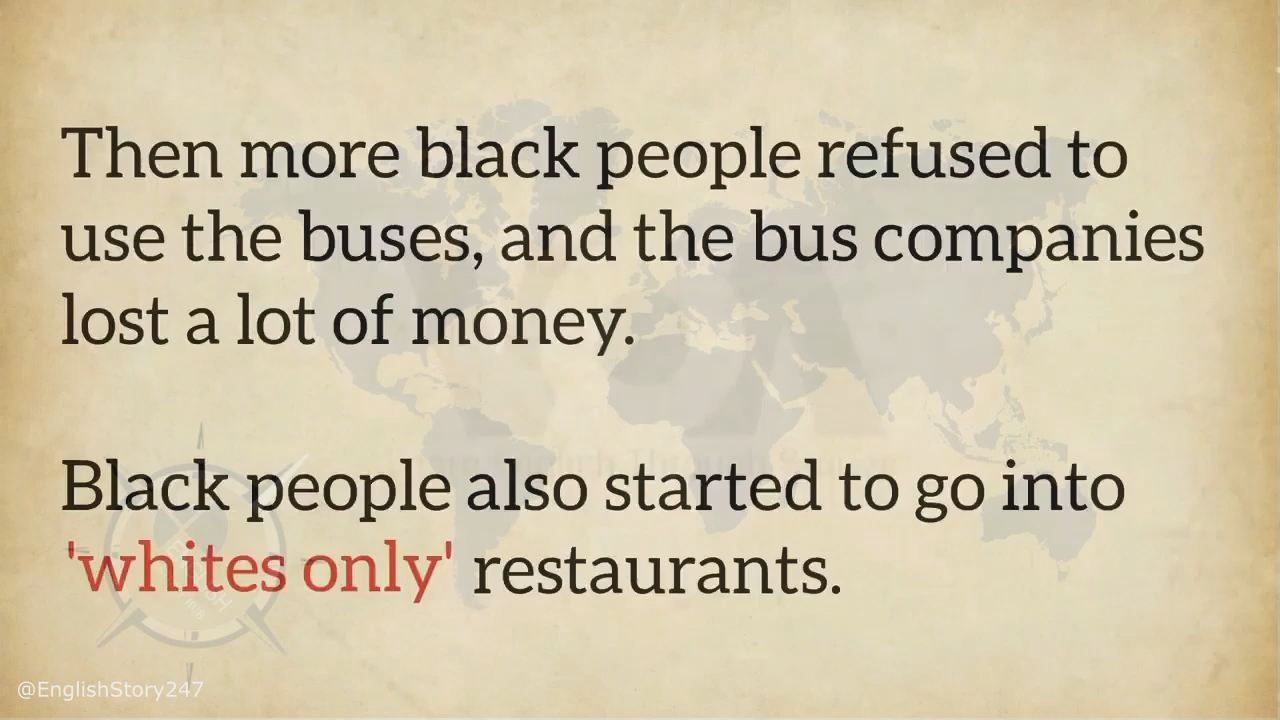 Then more black people refused to
use the buses, and the bus companies
lost a lot of money.
Black people also started to go into
'whites only' restaurants.
@EnglishStory247